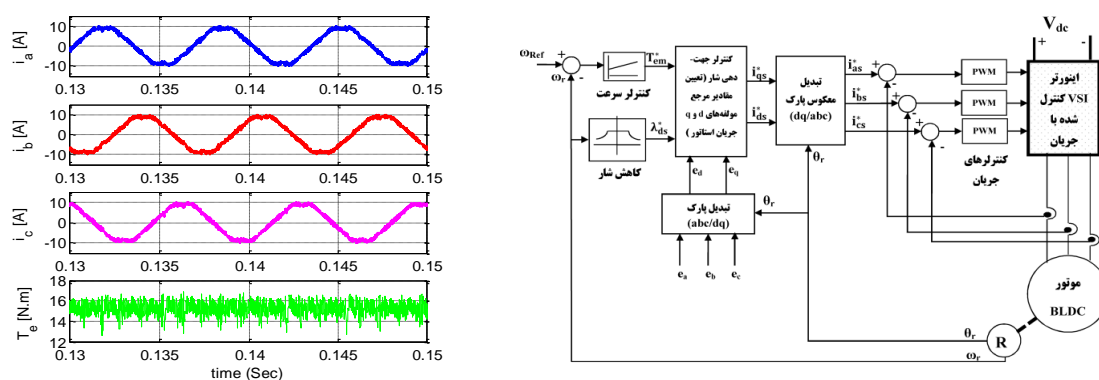 10
0
-10
i_a [A]
0.13 0.135 0.14 0.145 0.15
10
0
-10
i_b [A]
0.13 0.135 0.14 0.145 0.15
10
0
-10
i_c [A]
0.13 0.135 0.14 0.145 0.15
18
16
14
12
T_e [N.m]
0.13 0.135 0.14 0.145 0.15
time (Sec)
V_dc
+ -
ω_Ref
+
-
ω_r
T*_em
کنترلر سرعت
λ*_ds
کاهش شار
کنترلر جهت-
دهی شار (تعیین
مقادیر مرجع
مولفه‌های d و q
جریان استاتور)
i*_qs
i*_ds
e_d e_q
تبدیل پارک
(abc/dq)
e_a e_b e_c
تبدیل
معکوس پارک
(dq/abc)
θ_r
θ_r
i*_as
i*_bs
i*_cs
+
-
+
-
+
-
PWM
PWM
PWM
کنترلرهای
جریان
اینورتر
VSI کنترل
شده با
جریان
موتور
BLDC
R
θ_r
ω_r